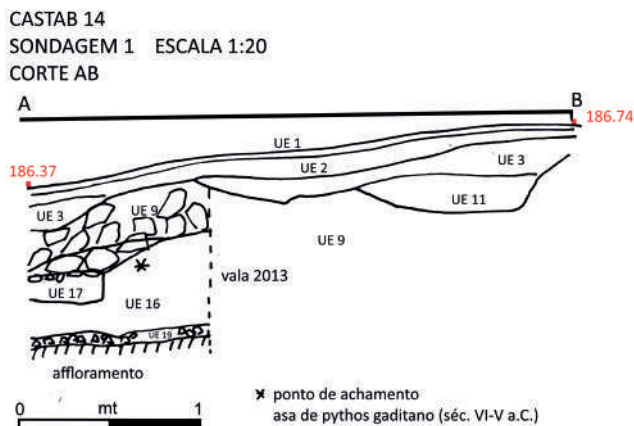 CASTAB 14
SONDAGEM 1 ESCALA 1:20
CORTE AB
A B
186.74
UE 1
UE 2
UE 3
186.37
UE 3
UE 9
UE 11
UE 9
vala 2013
UE 17
UE 16
UE 19
affloramento
ponto de achamento
0 mt 1
asa de pythos gaditano (séc. VI-V a.C.)